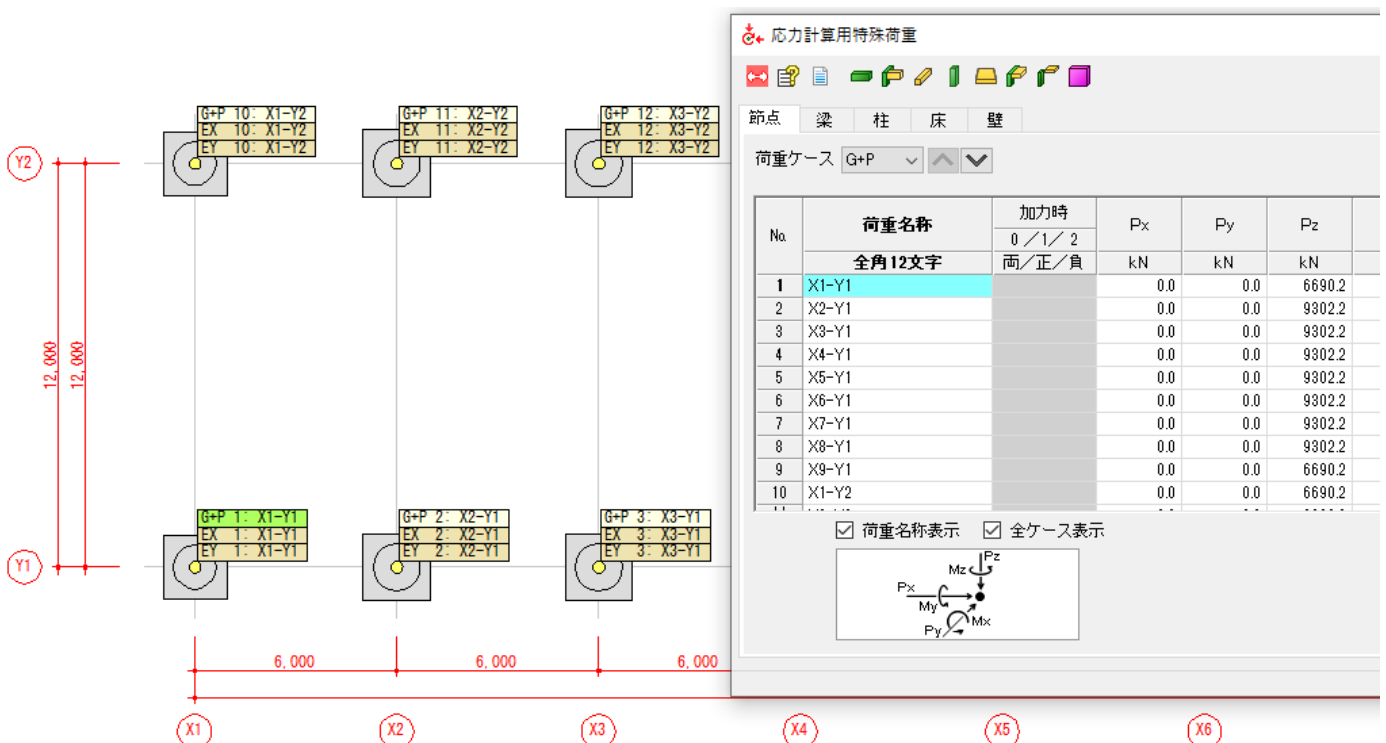 応力計算用特殊荷重
節点 梁 柱 床 壁
荷重ケース G+P
No. 荷重名称 加力時 Px Py Pz
0／1／2
全角12文字 両／正／負 kN kN kN
1 X1-Y1 0.0 0.0 6690.2
2 X2-Y1 0.0 0.0 9302.2
3 X3-Y1 0.0 0.0 9302.2
4 X4-Y1 0.0 0.0 9302.2
5 X5-Y1 0.0 0.0 9302.2
6 X6-Y1 0.0 0.0 9302.2
7 X7-Y1 0.0 0.0 9302.2
8 X8-Y1 0.0 0.0 9302.2
9 X9-Y1 0.0 0.0 6690.2
10 X1-Y2 0.0 0.0 6690.2
荷重名称表示 全ケース表示
Pz
Mz
Px
My
Mx
Py
G+P 10: X1-Y2
EX 10: X1-Y2
EY 10: X1-Y2
G+P 11: X2-Y2
EX 11: X2-Y2
EY 11: X2-Y2
G+P 12: X3-Y2
EX 12: X3-Y2
EY 12: X3-Y2
Y2
12,000
12,000
G+P 1: X1-Y1
EX 1: X1-Y1
EY 1: X1-Y1
G+P 2: X2-Y1
EX 2: X2-Y1
EY 2: X2-Y1
G+P 3: X3-Y1
EX 3: X3-Y1
EY 3: X3-Y1
Y1
6,000 6,000 6,000
X1 X2 X3 X4 X5 X6